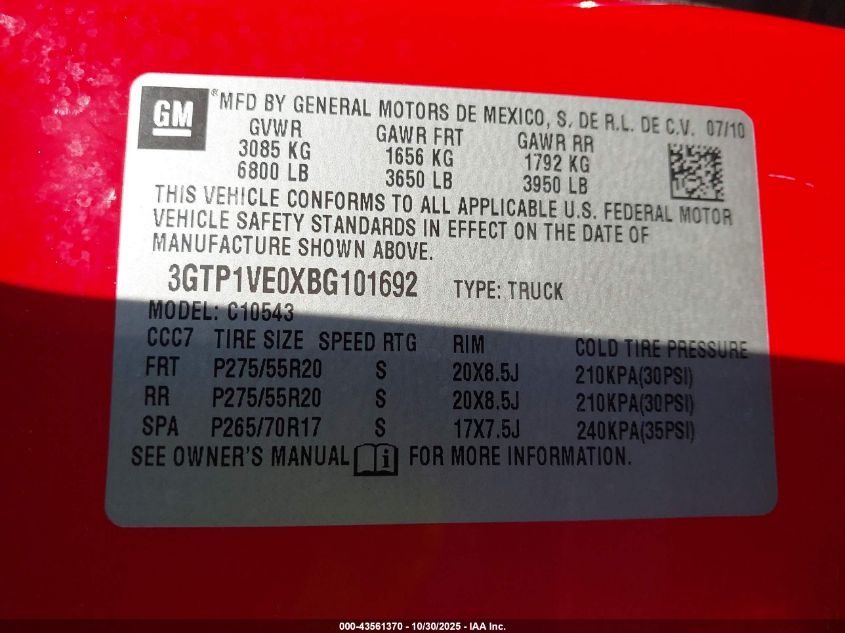 GM ®MFD BY GENERAL MOTORS DE MEXICO, S. DE R.L. DE C.V. 07/10
GVWR GAWR FRT GAWR RR
3085 KG 1656 KG 1792 KG
6800 LB 3650 LB 3950 LB
THIS VEHICLE CONFORMS TO ALL APPLICABLE U.S. FEDERAL MOTOR
VEHICLE SAFETY STANDARDS IN EFFECT ON THE DATE OF
MANUFACTURE SHOWN ABOVE.
3GTP1VE0XBG101692 TYPE: TRUCK
MODEL: C10543
CCC7 TIRE SIZE SPEED RTG RIM COLD TIRE PRESSURE
FRT P275/55R20 S 20X8.5J 210KPA(30PSI)
RR P275/55R20 S 20X8.5J 210KPA(30PSI)
SPA P265/70R17 S 17X7.5J 240KPA(35PSI)
SEE OWNER'S MANUAL FOR MORE INFORMATION.
000-43561370 - 10/30/2025 - IAA Inc.